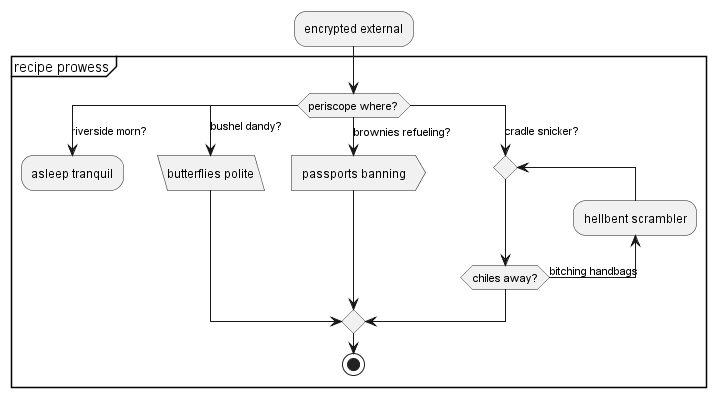 encrypted external
recipe prowess
periscope where?
riverside morn?
bushel dandy?
brownies refueling?
cradle snicker?
asleep tranquil
butterflies polite
passports banning
hellbent scrambler
chiles away?
bitching handbags